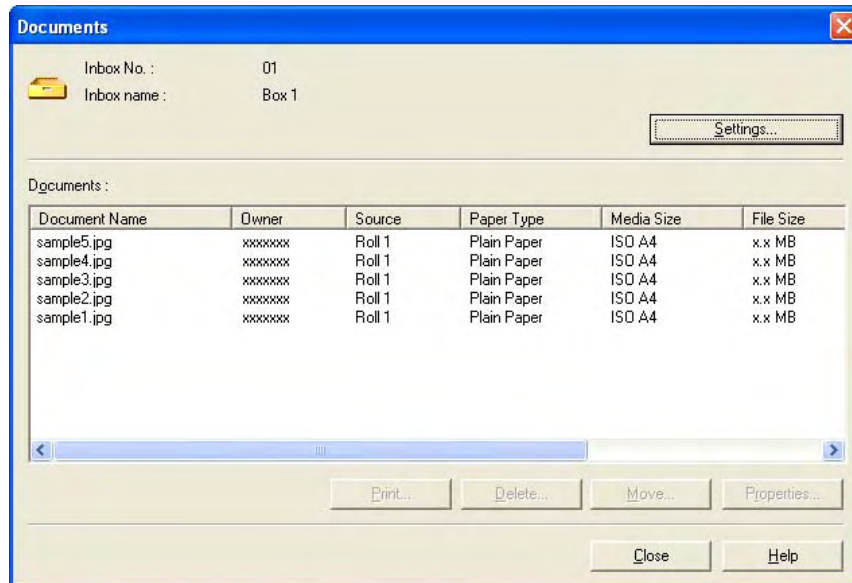 Documents
Inbox No. : 01
Inbox name : Box 1
Settings...
Documents :
Document Name Owner Source Paper Type Media Size File Size
sample5.jpg xxxxxxx Roll 1 Plain Paper ISO A4 x.x MB
sample4.jpg xxxxxxx Roll 1 Plain Paper ISO A4 x.x MB
sample3.jpg xxxxxxx Roll 1 Plain Paper ISO A4 x.x MB
sample2.jpg xxxxxxx Roll 1 Plain Paper ISO A4 x.x MB
sample1.jpg xxxxxxx Roll 1 Plain Paper ISO A4 x.x MB
Print... Delete... Move... Properties...
Close Help